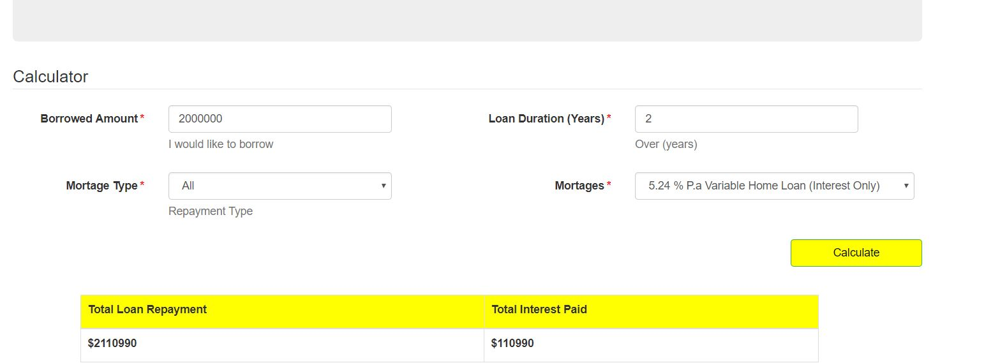 Calculator
Borrowed Amount * 2000000 Loan Duration (Years) * 2
I would like to borrow Over (years)
Mortage Type * All Mortages * 5.24 % P.a Variable Home Loan (Interest Only)
Repayment Type
Calculate
Total Loan Repayment Total Interest Paid
$2110990 $110990